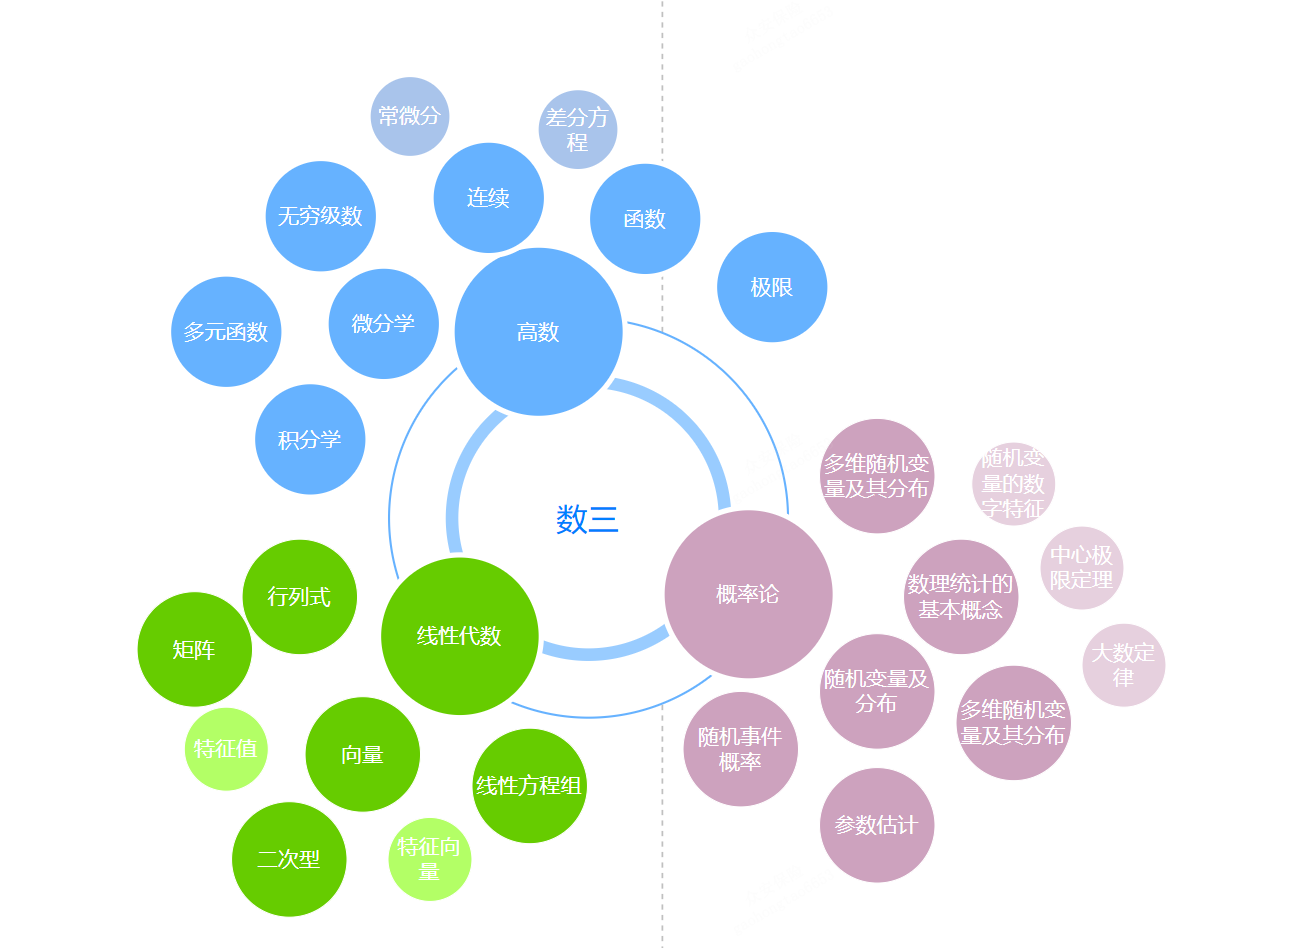 常微分
差分方
程
连续
无穷级数
函数
极限
多元函数
微分学
高数
积分学
数三
多维随机变
量及其分布
随机变
量的数
字特征
中心极
限定理
数理统计的
基本概念
概率论
行列式
线性代数
矩阵
大数定
律
随机变量及
分布
多维随机变
量及其分布
随机事件
概率
特征值
向量
线性方程组
参数估计
二次型
特征向
量